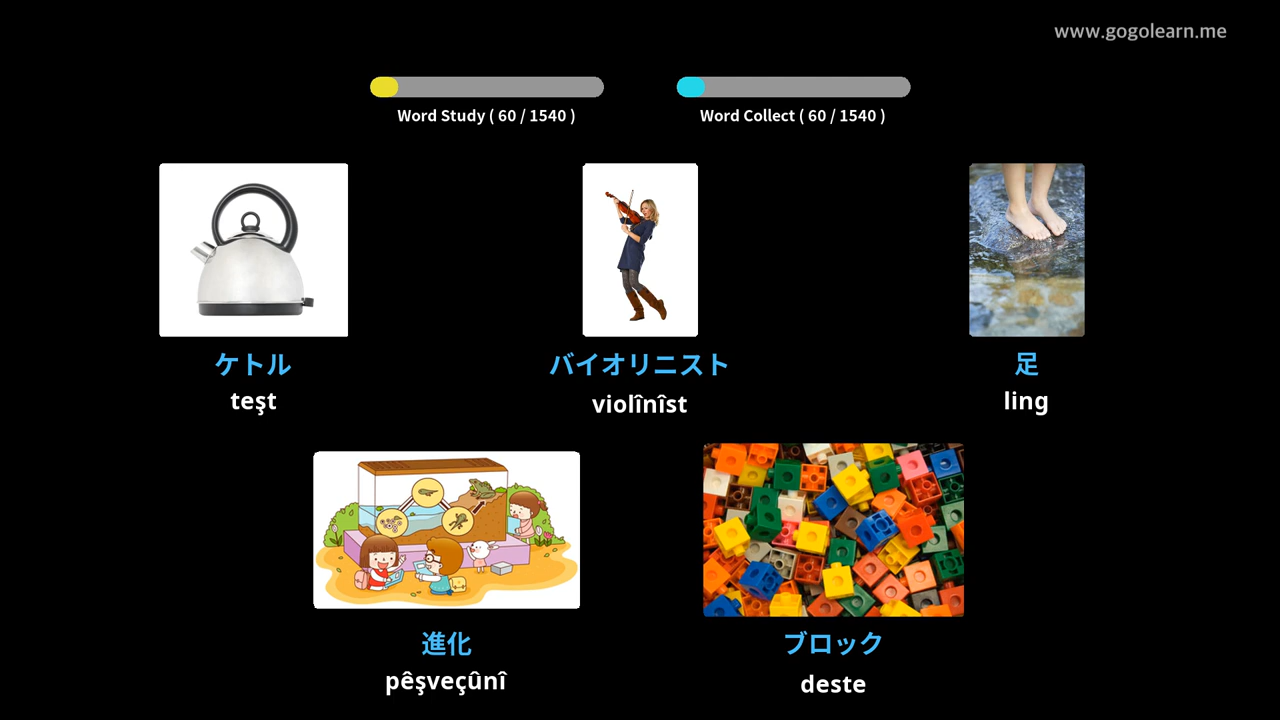 www.gogolearn.me
Word Study ( 60 / 1540 )
Word Collect ( 60 / 1540 )
ケトル
teşt
バイオリニスト
violînîst
足
ling
進化
pêşveçûnî
ブロック
deste